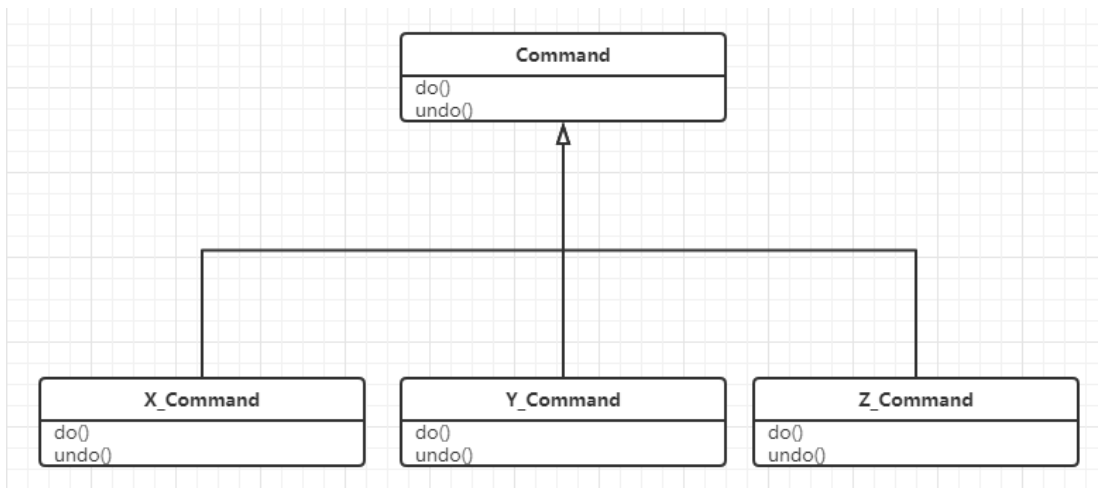 Command
do()
undo()
X_Command
do()
undo()
Y_Command
do()
undo()
Z_Command
do()
undo()